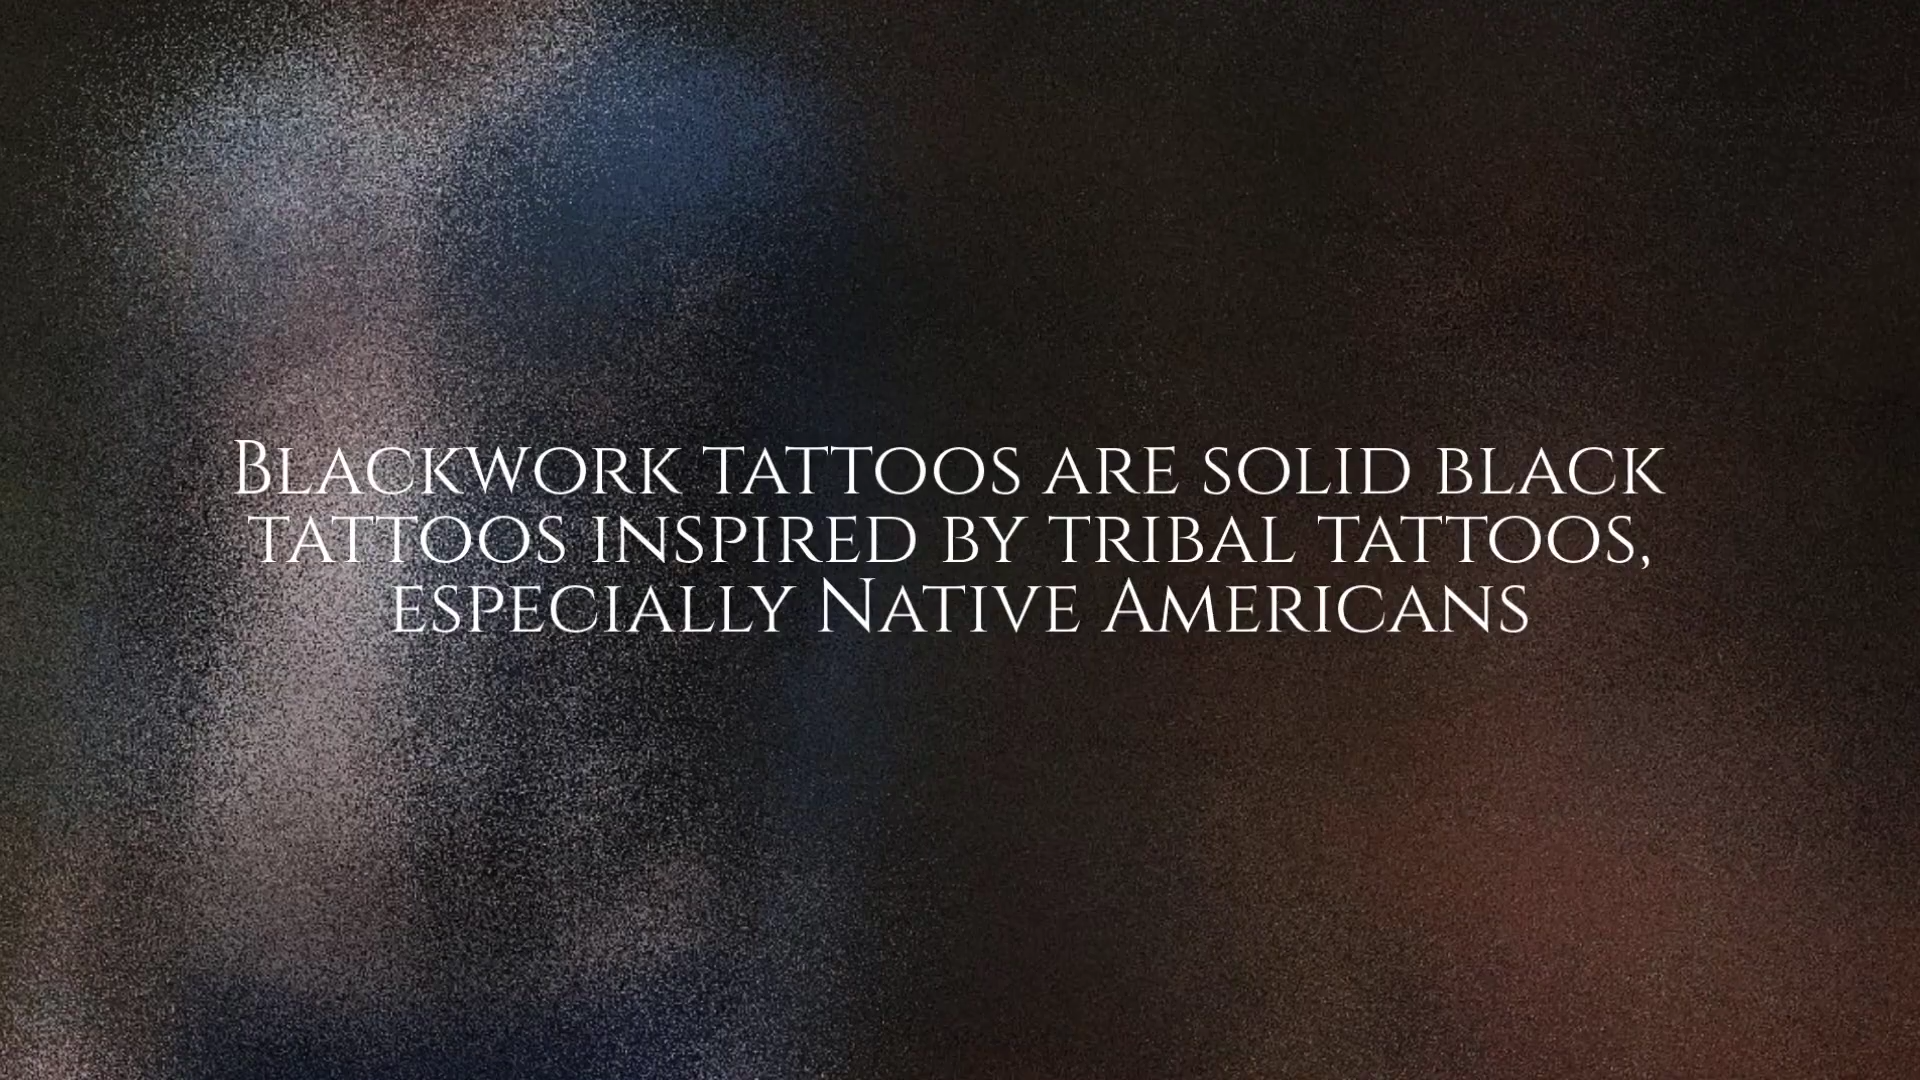 Blackwork tattoos are solid black
tattoos inspired by tribal tattoos,
especially Native Americans